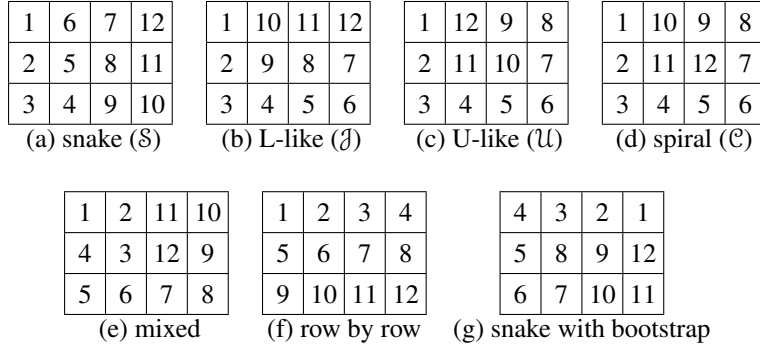 1 6 7 12 1 10 11 12 1 12 9 8 1 10 9 8
2 5 8 11 2 9 8 7 2 11 10 7 2 11 12 7
3 4 9 10 3 4 5 6 3 4 5 6 3 4 5 6
(a) snake (𝒮) (b) L-like (𝒥) (c) U-like (𝒰) (d) spiral (𝒞)
1 2 11 10 1 2 3 4 4 3 2 1
4 3 12 9 5 6 7 8 5 8 9 12
5 6 7 8 9 10 11 12 6 7 10 11
(e) mixed (f) row by row (g) snake with bootstrap